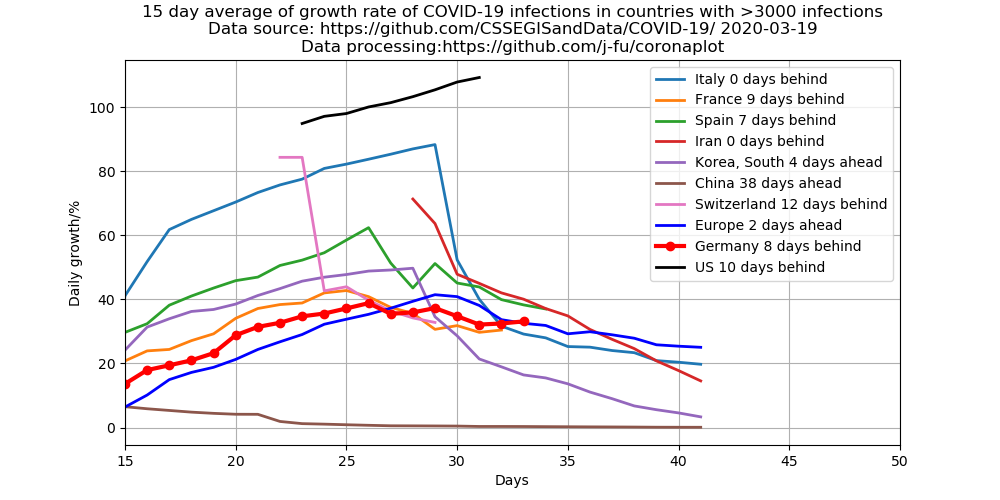 15 day average of growth rate of COVID-19 infections in countries with >3000 infections
Data source: https://github.com/CSSEGISandData/COVID-19/ 2020-03-19
Data processing:https://github.com/j-fu/coronaplot
Daily growth/%
100
80
60
40
20
0
Italy 0 days behind
France 9 days behind
Spain 7 days behind
Iran 0 days behind
Korea, South 4 days ahead
China 38 days ahead
Switzerland 12 days behind
Europe 2 days ahead
Germany 8 days behind
US 10 days behind
15 20 25 30 35 40 45 50
Days